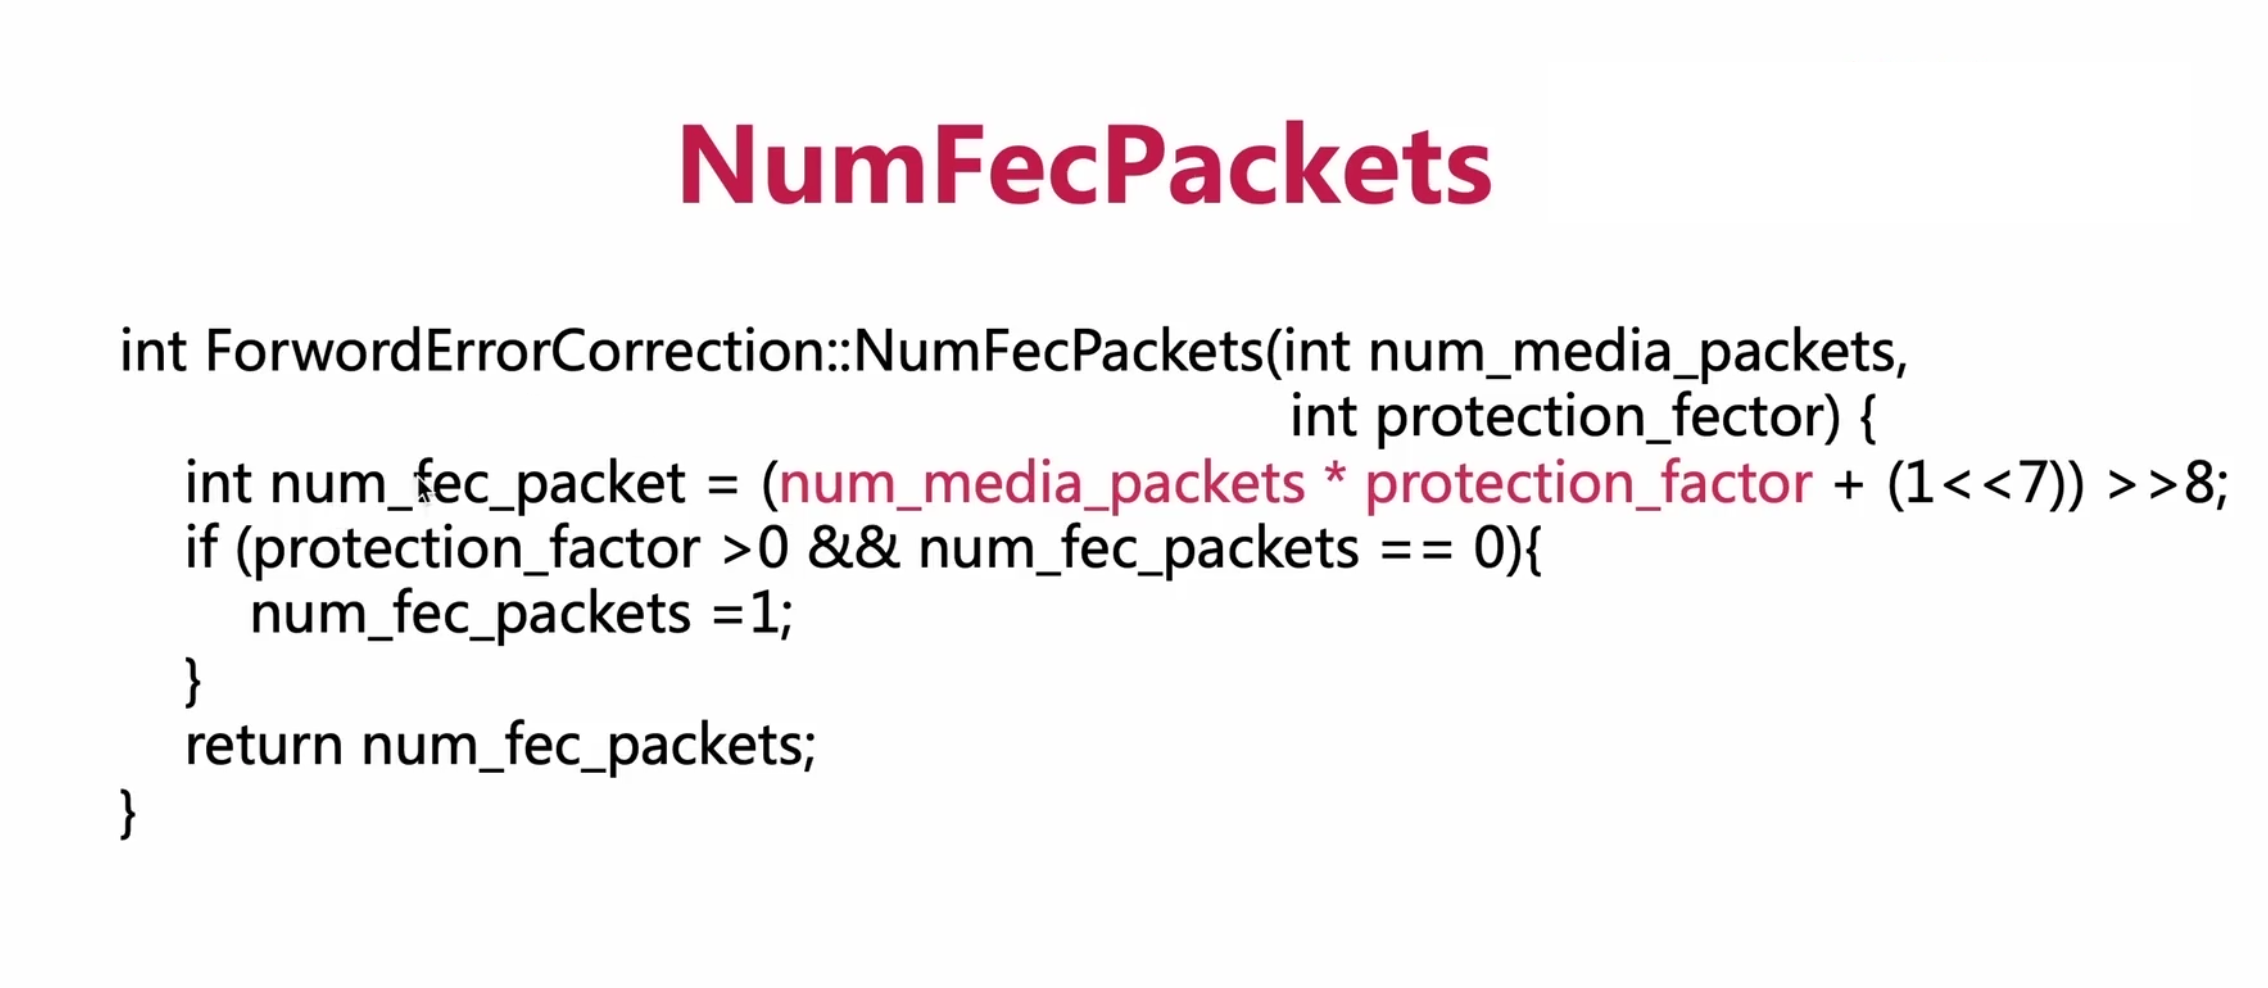 NumFecPackets
int ForwordErrorCorrection::NumFecPackets(int num_media_packets,
int protection_fector) {
int num_fec_packet = (num_media_packets * protection_factor + (1<<7)) >>8;
if (protection_factor >0 && num_fec_packets == 0){
num_fec_packets =1;
}
return num_fec_packets;
}